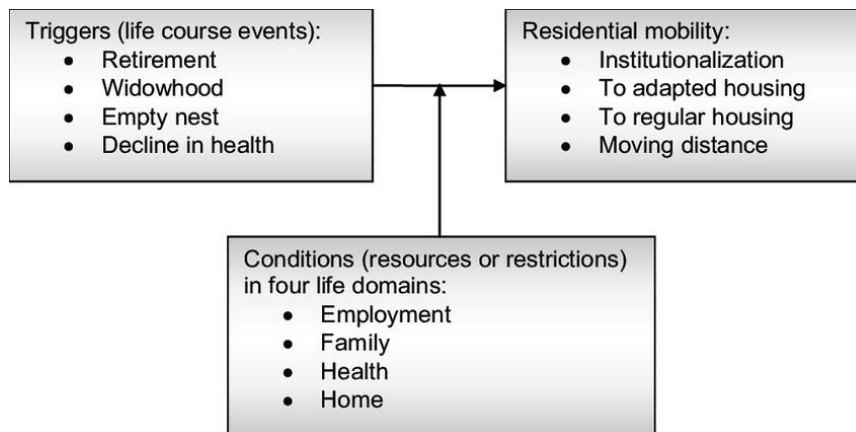 Triggers (life course events):
• Retirement
• Widowhood
• Empty nest
• Decline in health
Residential mobility:
• Institutionalization
• To adapted housing
• To regular housing
• Moving distance
Conditions (resources or restrictions)
in four life domains:
• Employment
• Family
• Health
• Home